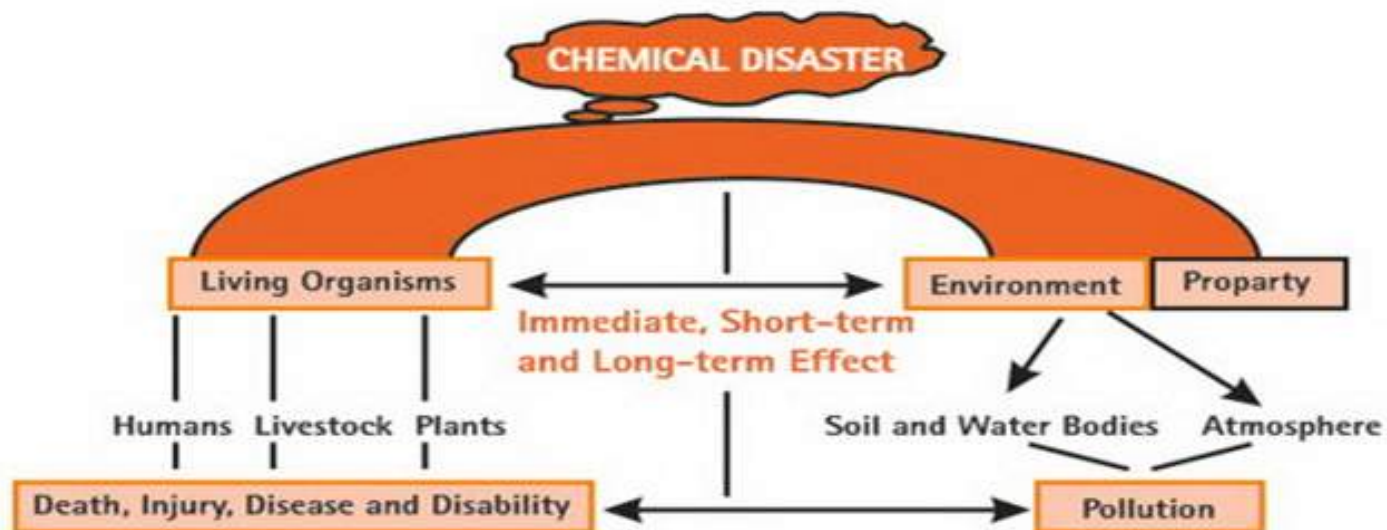 CHEMICAL DISASTER
Living Organisms
Environment
Proparty
Immediate, Short-term
and Long-term Effect
Humans Livestock Plants
Soil and Water Bodies
Atmosphere
Death, Injury, Disease and Disability
Pollution